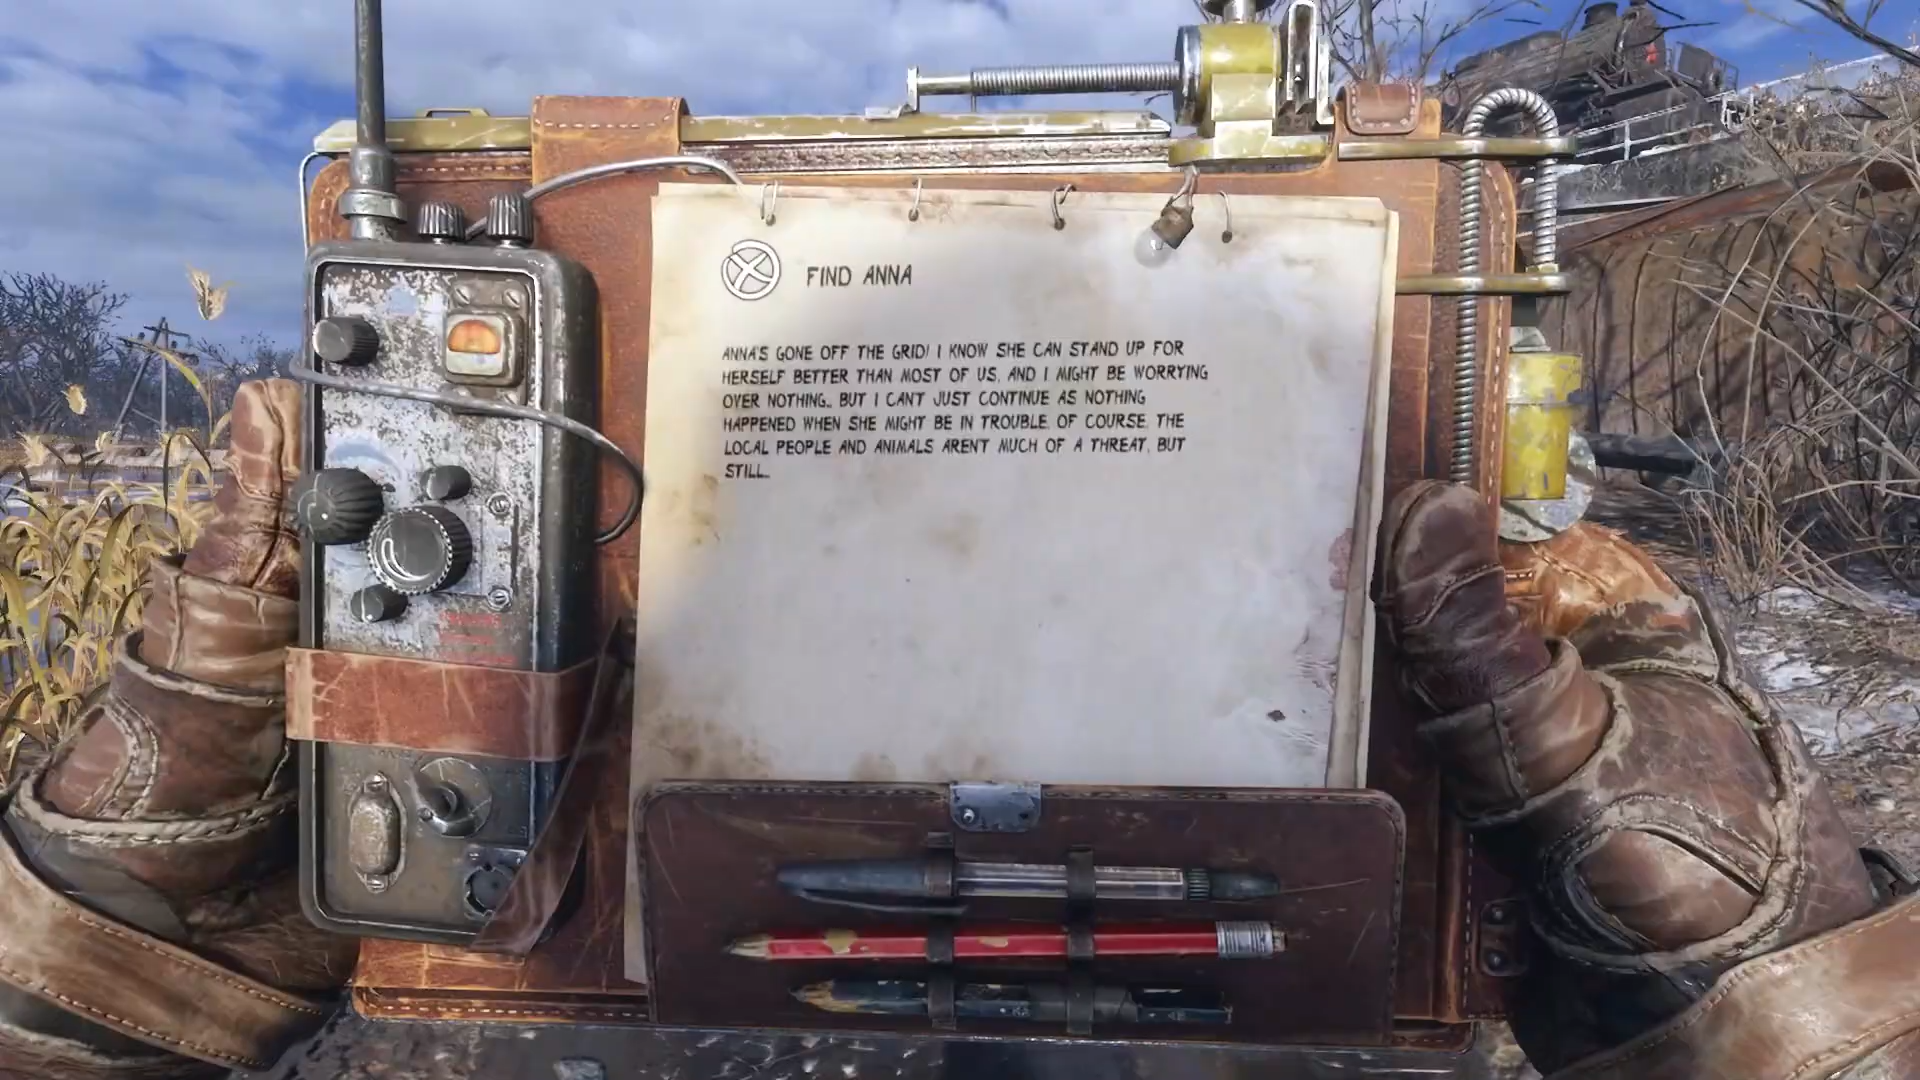 FIND ANNA
ANNA'S GONE OFF THE GRID! I KNOW SHE CAN STAND UP FOR
HERSELF BETTER THAN MOST OF US, AND I MIGHT BE WORRYING
OVER NOTHING... BUT I CAN'T JUST CONTINUE AS NOTHING
HAPPENED WHEN SHE MIGHT BE IN TROUBLE. OF COURSE, THE
LOCAL PEOPLE AND ANIMALS AREN'T MUCH OF A THREAT, BUT
STILL...